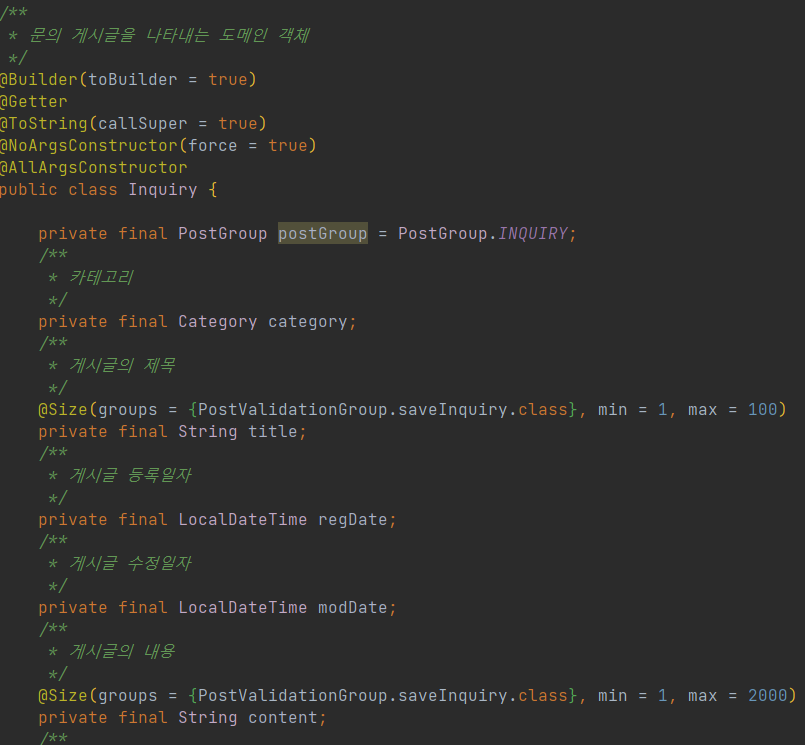 /**
 * 문의 게시글을 나타내는 도메인 객체
 */
@Builder(toBuilder = true)
@Getter
@ToString(callSuper = true)
@NoArgsConstructor(force = true)
@AllArgsConstructor
public class Inquiry {
    private final PostGroup postGroup = PostGroup.INQUIRY;
    /**
     * 카테고리
     */
    private final Category category;
    /**
     * 게시글의 제목
     */
    @Size(groups = {PostValidationGroup.saveInquiry.class}, min = 1, max = 100)
    private final String title;
    /**
     * 게시글 등록일자
     */
    private final LocalDateTime regDate;
    /**
     * 게시글 수정일자
     */
    private final LocalDateTime modDate;
    /**
     * 게시글의 내용
     */
    @Size(groups = {PostValidationGroup.saveInquiry.class}, min = 1, max = 2000)
    private final String content;
    /**